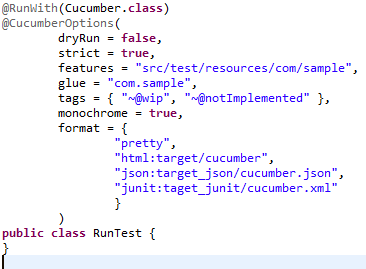 @RunWith(Cucumber.class)
@CucumberOptions(
dryRun = false,
strict = true,
features = "src/test/resources/com/sample",
glue = "com.sample",
tags = { "~@wip", "~@notImplemented" },
monochrome = true,
format = {
"pretty",
"html:target/cucumber",
"json:target_json/cucumber.json",
"junit:taget_junit/cucumber.xml"
}
)
public class RunTest {
}